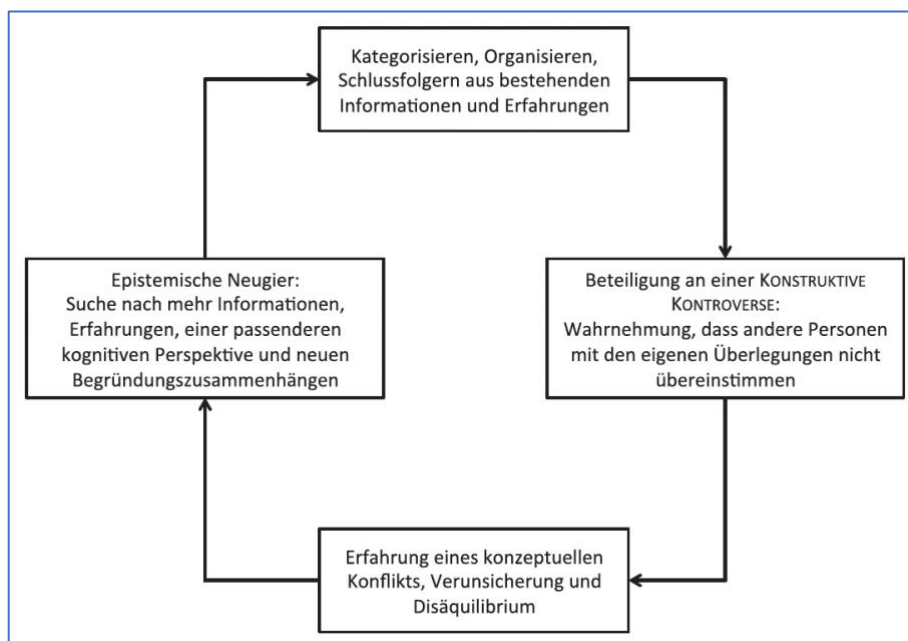 Kategorisieren, Organisieren,
Schlussfolgern aus bestehenden
Informationen und Erfahrungen
Beteiligung an einer KONSTRUKTIVE
KONTROVERSE:
Wahrnehmung, dass andere Personen
mit den eigenen Überlegungen nicht
übereinstimmen
Erfahrung eines konzeptuellen
Konflikts, Verunsicherung und
Disäquilibrium
Epistemische Neugier:
Suche nach mehr Informationen,
Erfahrungen, einer passenderen
kognitiven Perspektive und neuen
Begründungszusammenhängen